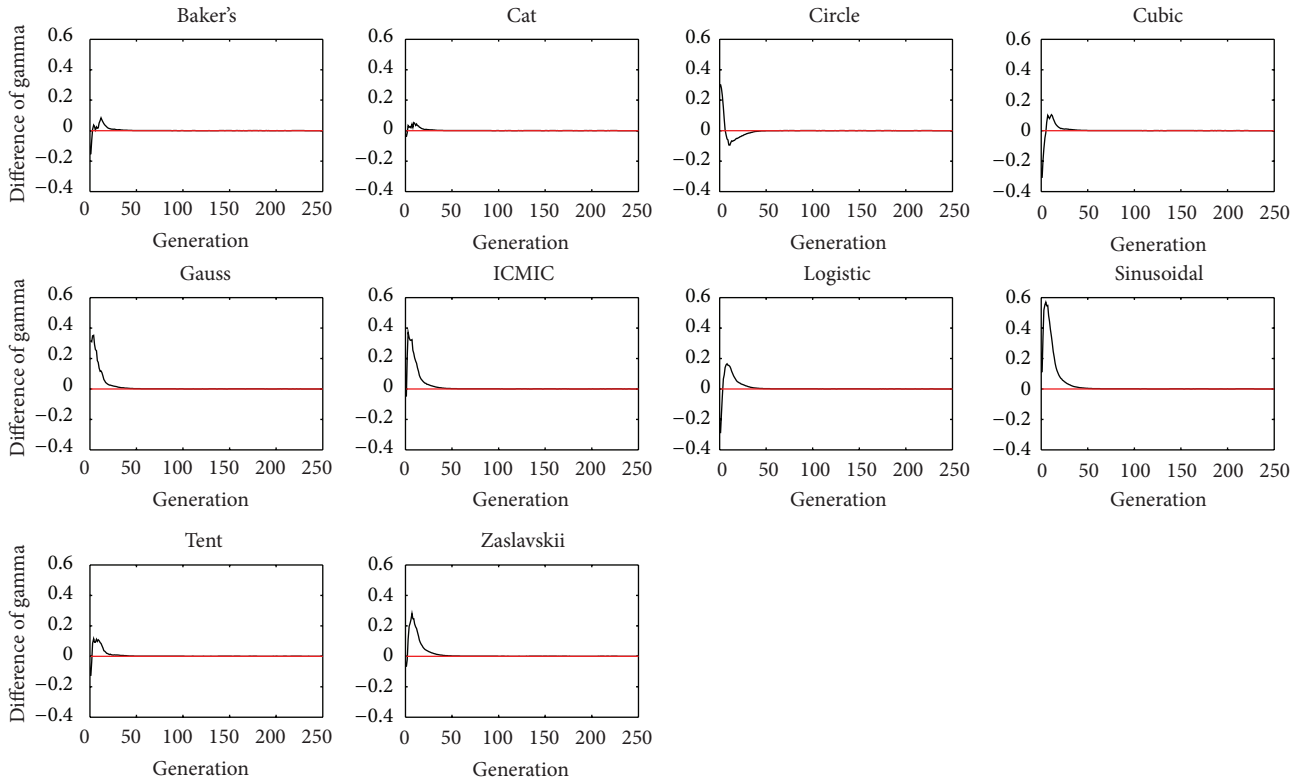 Baker's Cat Circle Cubic
Difference of gamma
0.6 0.6 0.6 0.6
0.4 0.4 0.4 0.4
0.2 0.2 0.2 0.2
0 0 0 0
−0.2 −0.2 −0.2 −0.2
−0.4 −0.4 −0.4 −0.4
0 50 100 150 200 250 0 50 100 150 200 250 0 50 100 150 200 250 0 50 100 150 200 250
Generation Generation Generation Generation
Gauss ICMIC Logistic Sinusoidal
Difference of gamma
0.6 0.6 0.6 0.6
0.4 0.4 0.4 0.4
0.2 0.2 0.2 0.2
0 0 0 0
−0.2 −0.2 −0.2 −0.2
−0.4 −0.4 −0.4 −0.4
0 50 100 150 200 250 0 50 100 150 200 250 0 50 100 150 200 250 0 50 100 150 200 250
Generation Generation Generation Generation
Tent Zaslavskii
Difference of gamma
0.6 0.6
0.4 0.4
0.2 0.2
0 0
−0.2 −0.2
−0.4 −0.4
0 50 100 150 200 250 0 50 100 150 200 250
Generation Generation